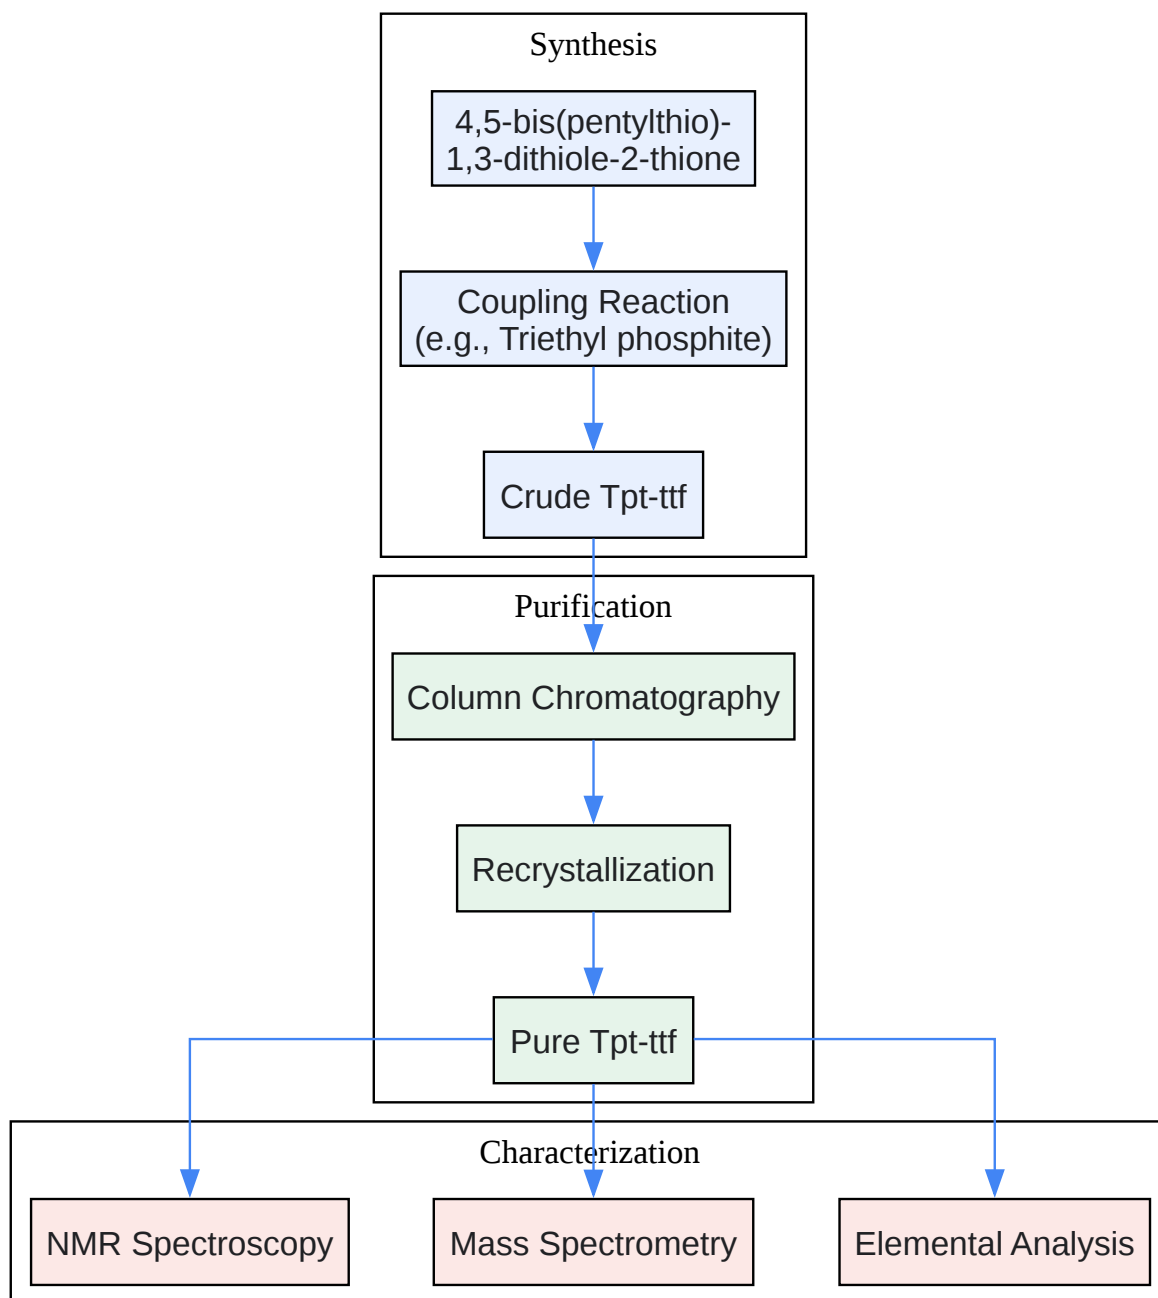 Synthesis
4,5-bis(pentylthio)-
1,3-dithiole-2-thione
Coupling Reaction
(e.g., Triethyl phosphite)
Crude Tpt-ttf
Purification
Column Chromatography
Recrystallization
Pure Tpt-ttf
Characterization
NMR Spectroscopy
Mass Spectrometry
Elemental Analysis